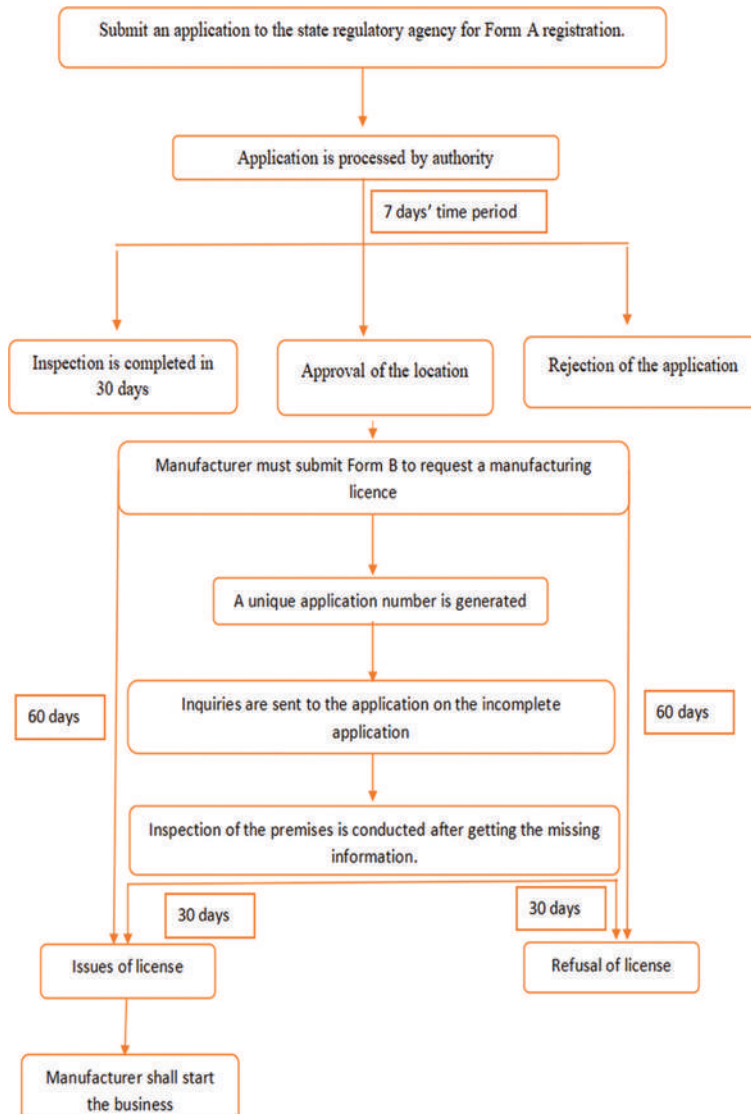 Submit an application to the state regulatory agency for Form A registration.
Application is processed by authority
7 days’ time period
Inspection is completed in
30 days
Approval of the location
Rejection of the application
Manufacturer must submit Form B to request a manufacturing
licence
A unique application number is generated
60 days
Inquiries are sent to the application on the incomplete
application
60 days
Inspection of the premises is conducted after getting the missing
information.
30 days
30 days
Issues of license
Refusal of license
Manufacturer shall start
the business